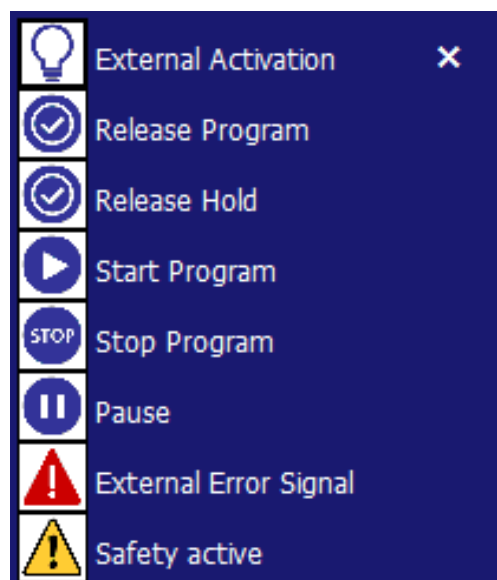 External Activation ×
Release Program
Release Hold
Start Program
STOP Stop Program
Pause
External Error Signal
Safety active